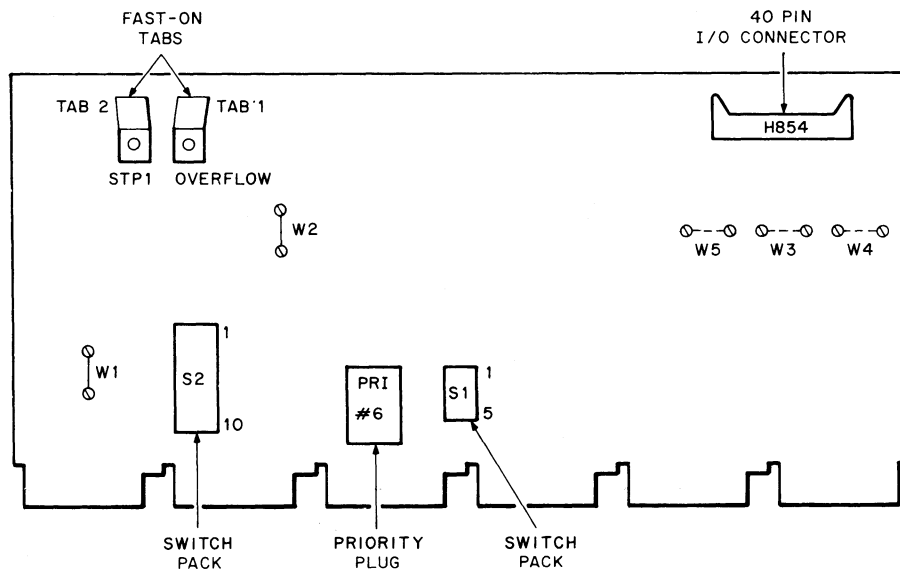 FAST-ON
TABS
40 PIN
I/O CONNECTOR
TAB 2
TAB 1
H854
STP1
OVERFLOW
W2
W5
W3
W4
1
S2
10
W1
PRI
#6
1
S1
5
SWITCH
PACK
PRIORITY
PLUG
SWITCH
PACK